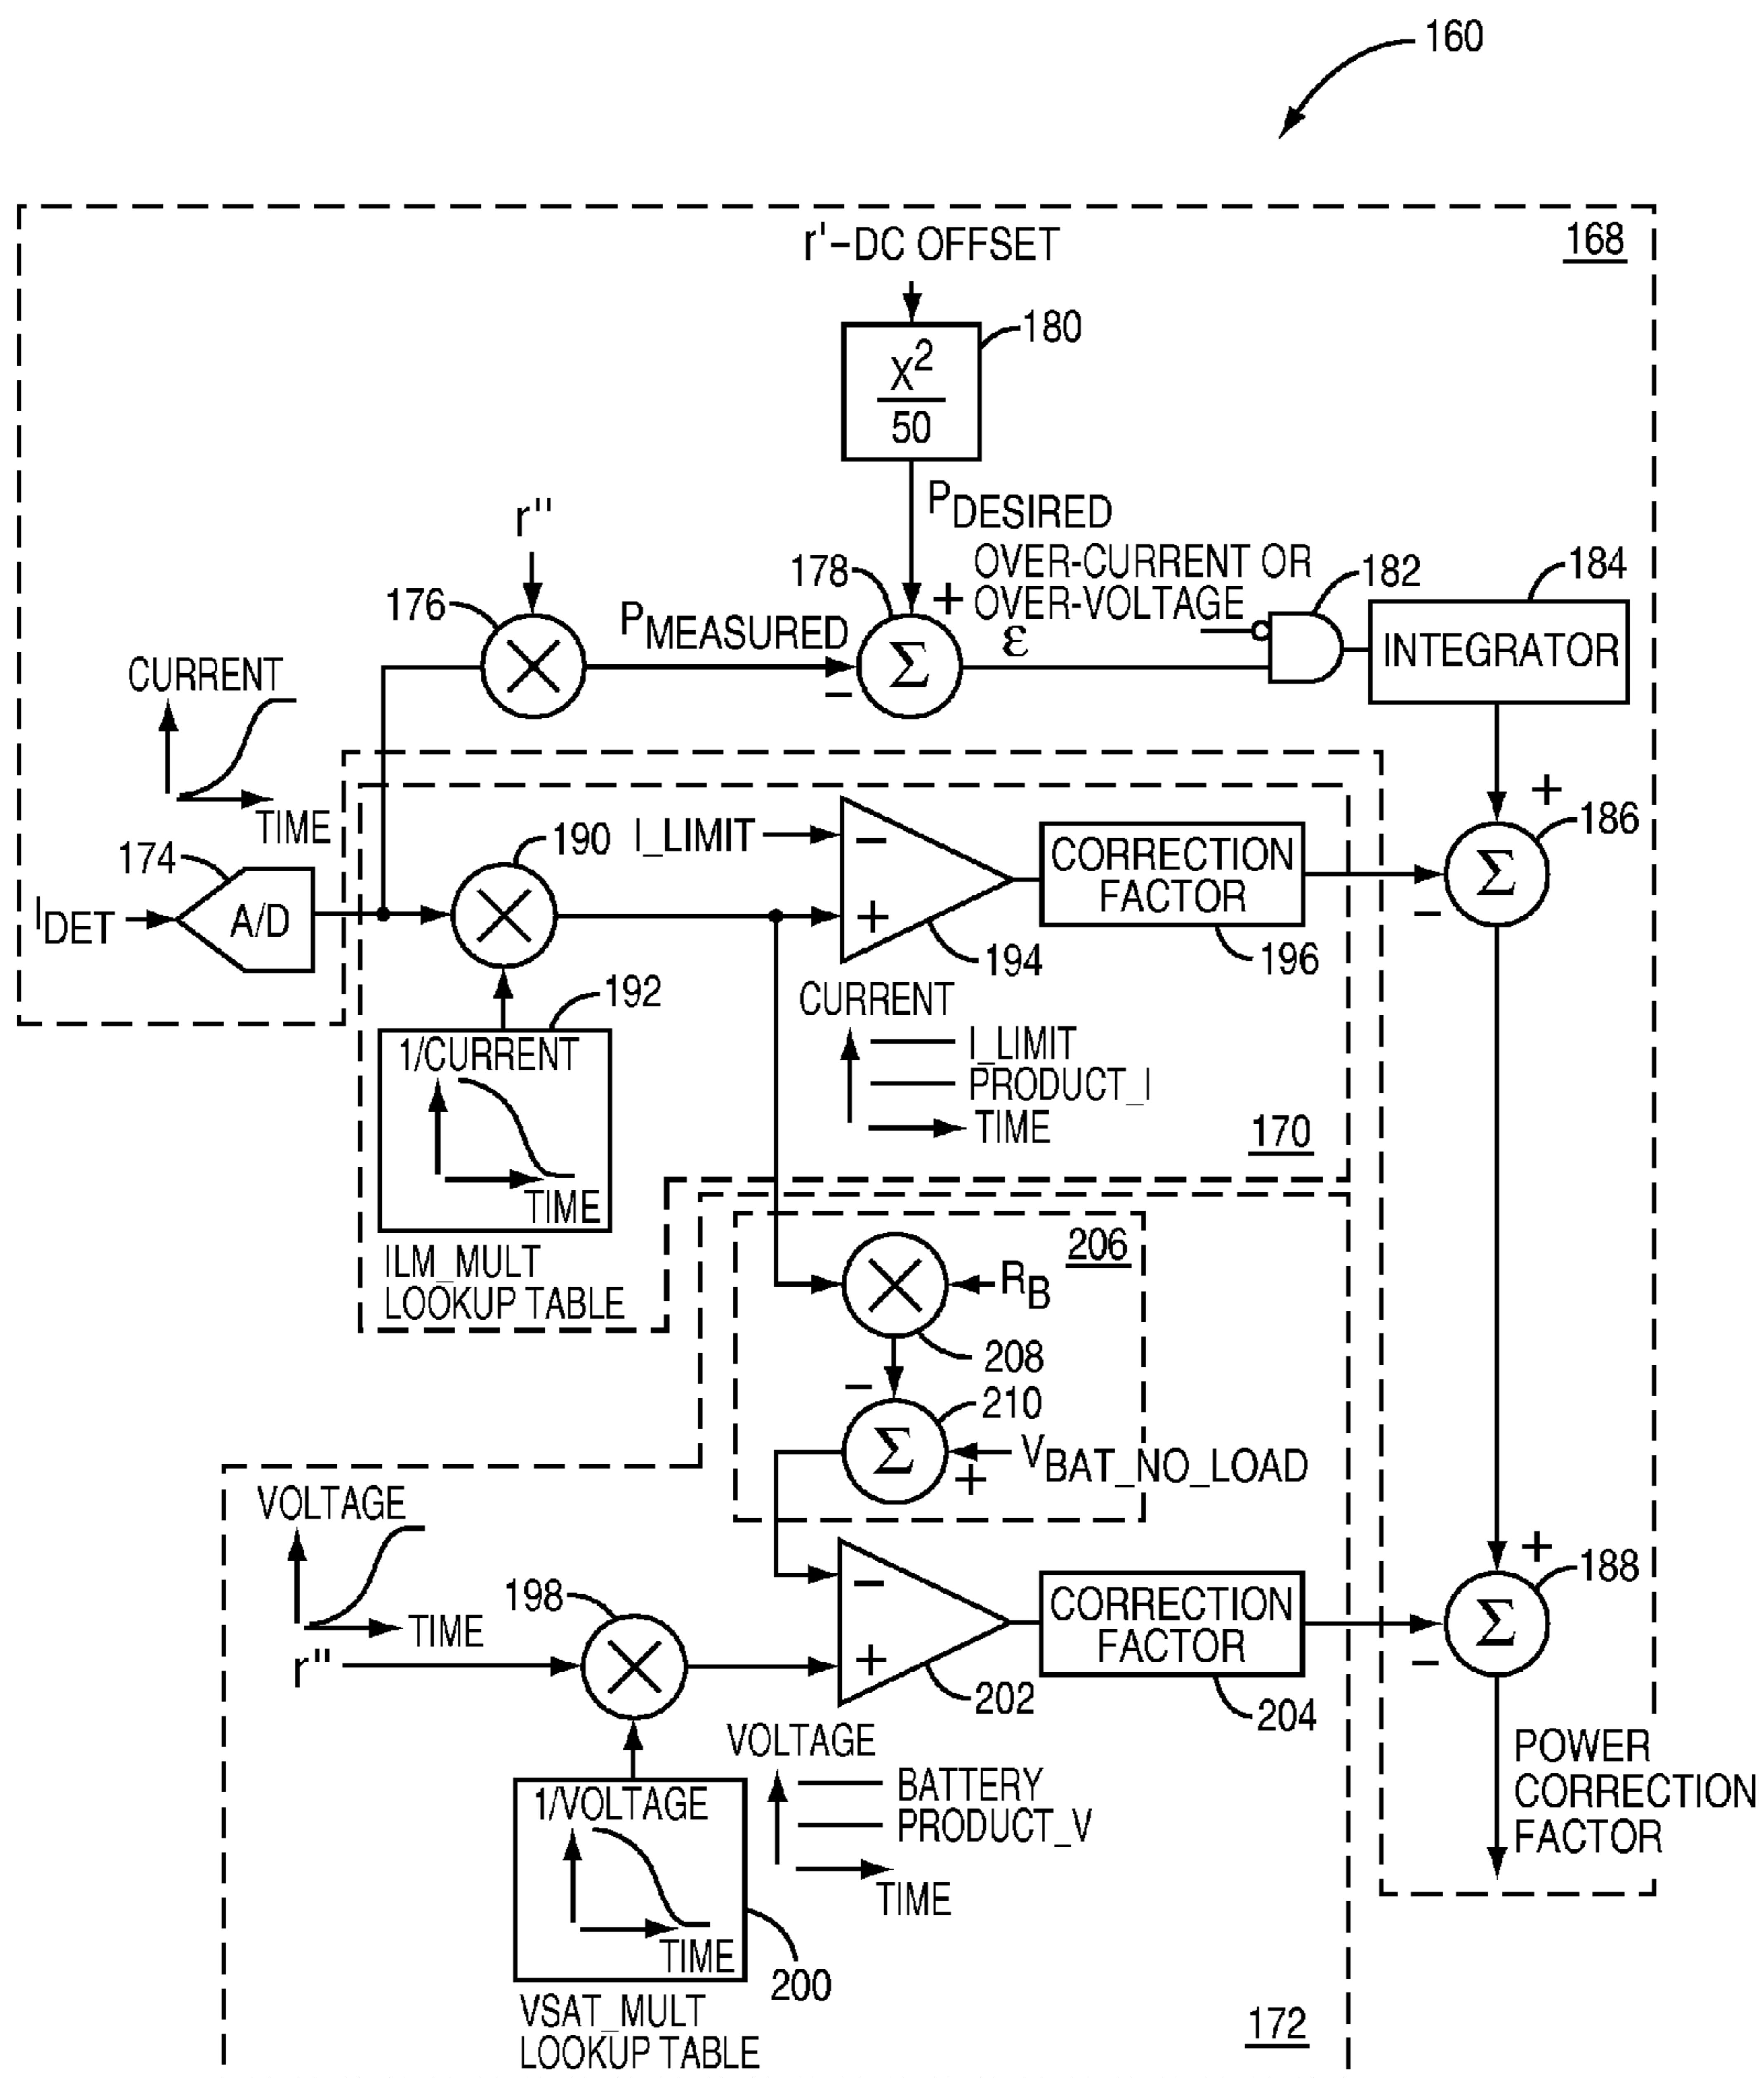 160
168
r'–DC OFFSET
180
X²
50
PDESIRED
r"
176
PMEASURED
178
+
OVER-CURRENT OR
OVER-VOLTAGE
ε
182
184
INTEGRATOR
Σ
–
CURRENT
TIME
174
IDET
A/D
190
I_LIMIT
–
+
194
CORRECTION
FACTOR
196
+
186
Σ
–
192
1/CURRENT
TIME
ILM_MULT
LOOKUP TABLE
CURRENT
I_LIMIT
PRODUCT_I
TIME
170
206
RB
208
–
210
Σ
VBAT_NO_LOAD
+
VOLTAGE
TIME
r"
198
–
+
202
CORRECTION
FACTOR
204
+
188
Σ
–
1/VOLTAGE
TIME
200
VSAT_MULT
LOOKUP TABLE
VOLTAGE
BATTERY
PRODUCT_V
TIME
POWER
CORRECTION
FACTOR
172